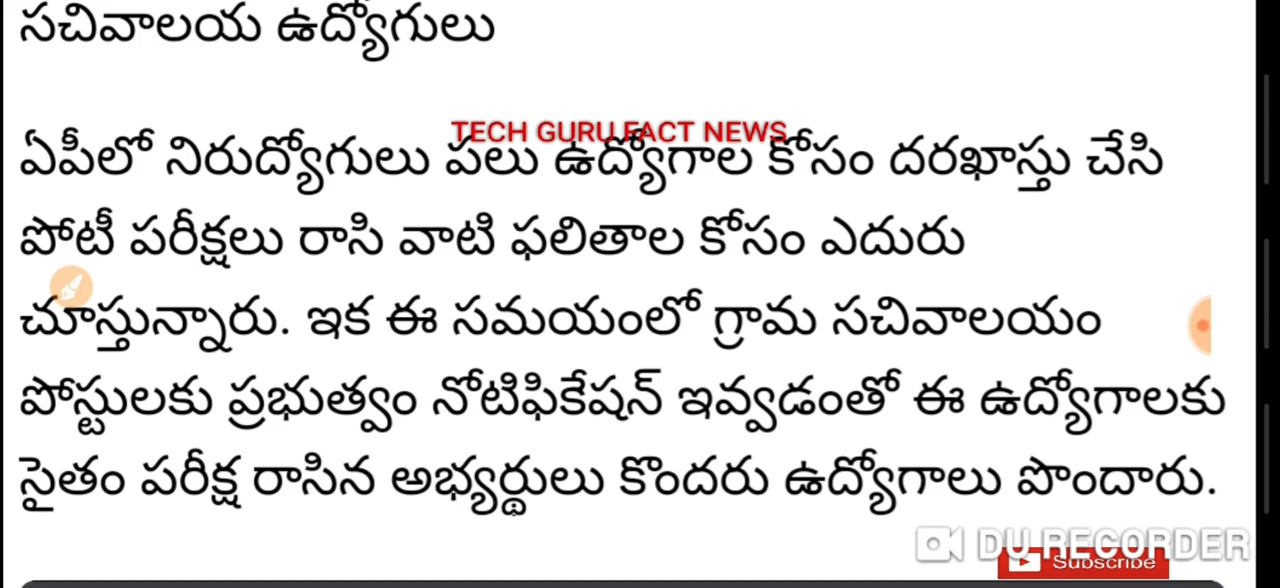 సచివాలయ ఉద్యోగులు
TECH GURU FACT NEWS
ఏపీలో నిరుద్యోగులు పలు ఉద్యోగాల కోసం దరఖాస్తు చేసి
పోటీ పరీక్షలు రాసి వాటి ఫలితాల కోసం ఎదురు
చూస్తున్నారు. ఇక ఈ సమయంలో గ్రామ సచివాలయం
పోస్టులకు ప్రభుత్వం నోటిఫికేషన్ ఇవ్వడంతో ఈ ఉద్యోగాలకు
సైతం పరీక్ష రాసిన అభ్యర్థులు కొందరు ఉద్యోగాలు పొందారు.
DU RECORDER
Subscribe